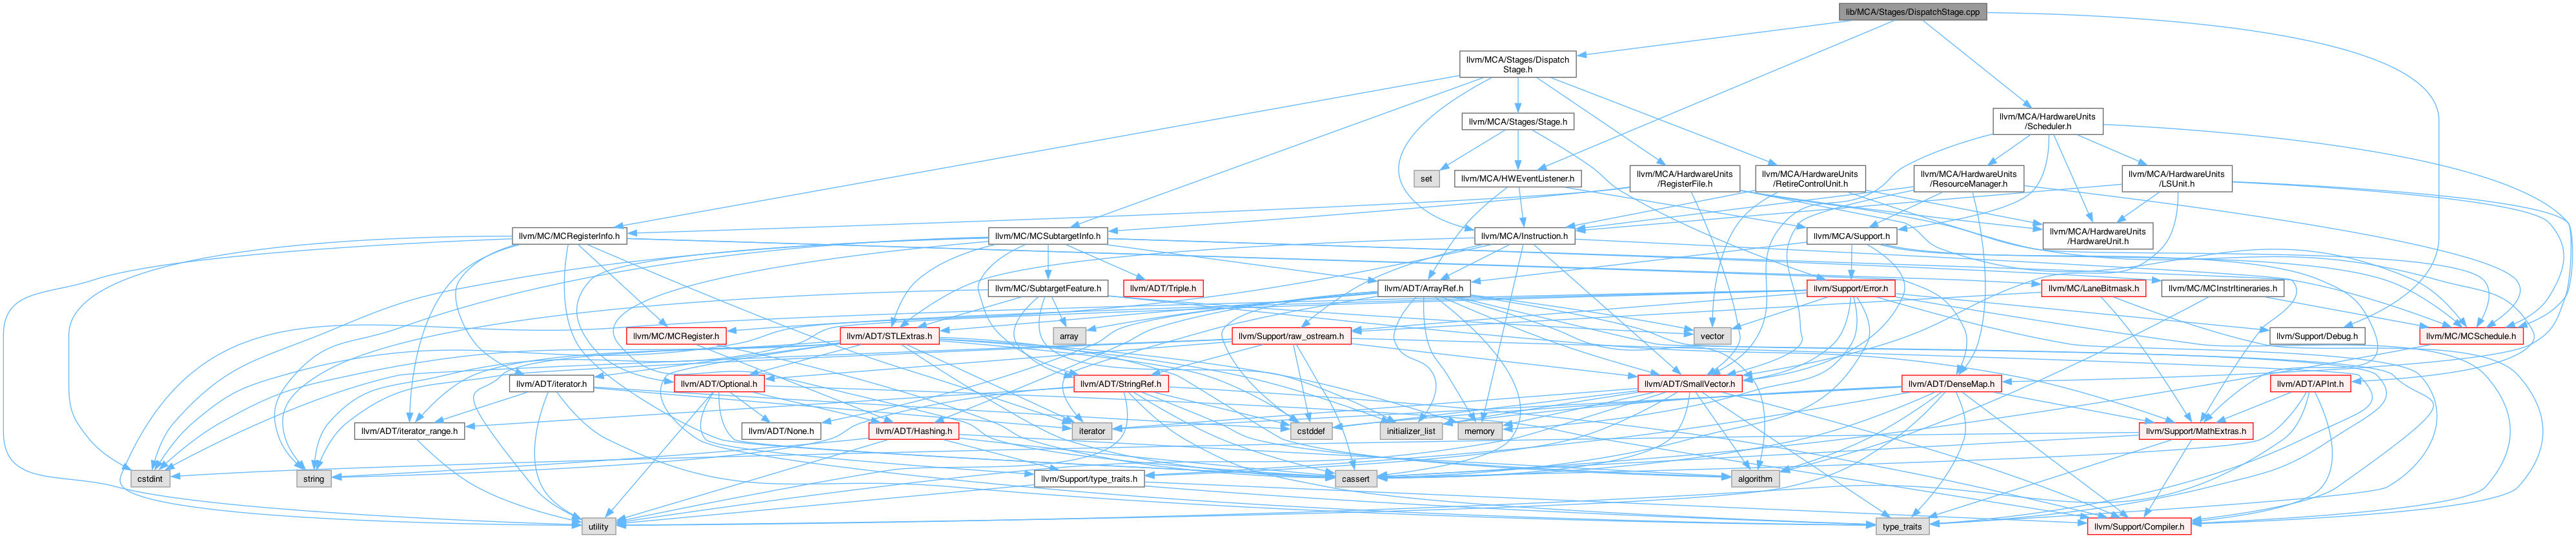 lib/MCA/Stages/DispatchStage.cpp
llvm/MCA/Stages/Dispatch
Stage.h
llvm/MCA/Stages/Stage.h
llvm/MCA/HardwareUnits
/Scheduler.h
set
llvm/MCA/HWEventListener.h
llvm/MCA/HardwareUnits
/RegisterFile.h
llvm/MCA/HardwareUnits
/RetireControlUnit.h
llvm/MCA/HardwareUnits
/ResourceManager.h
llvm/MCA/HardwareUnits
/LSUnit.h
llvm/MC/MCRegisterInfo.h
llvm/MC/MCSubtargetInfo.h
llvm/MCA/Instruction.h
llvm/MCA/Support.h
llvm/MCA/HardwareUnits
/HardwareUnit.h
llvm/MC/SubtargetFeature.h
llvm/ADT/Triple.h
llvm/ADT/ArrayRef.h
llvm/Support/Error.h
llvm/MC/LaneBitmask.h
llvm/MC/MCInstrItineraries.h
llvm/MC/MCRegister.h
llvm/ADT/STLExtras.h
array
llvm/Support/raw_ostream.h
vector
llvm/Support/Debug.h
llvm/MC/MCSchedule.h
llvm/ADT/iterator.h
llvm/ADT/Optional.h
llvm/ADT/StringRef.h
llvm/ADT/SmallVector.h
llvm/ADT/DenseMap.h
llvm/ADT/APInt.h
llvm/ADT/iterator_range.h
llvm/ADT/None.h
llvm/ADT/Hashing.h
iterator
cstddef
initializer_list
memory
llvm/Support/MathExtras.h
cstdint
string
llvm/Support/type_traits.h
cassert
algorithm
utility
type_traits
llvm/Support/Compiler.h